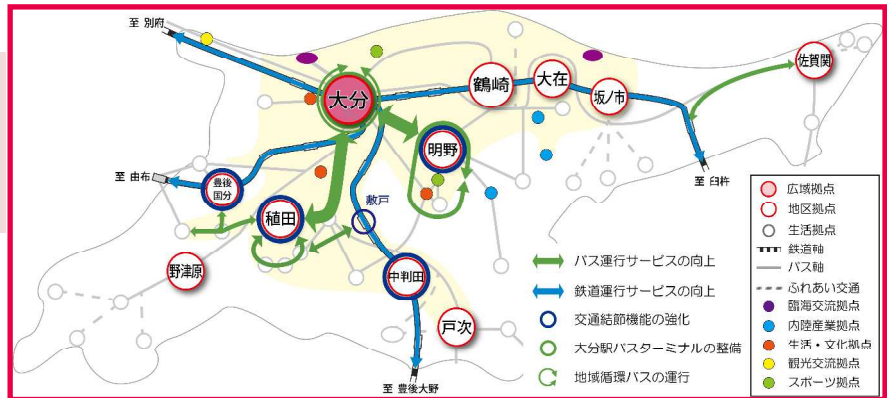 至 別府
大分
鶴崎
大在
坂ノ市
佐賀関
明野
至 臼杵
至 由布
豊後
国分
稙田
敷戸
野津原
中判田
戸次
至 豊後大野
バス運行サービスの向上
鉄道運行サービスの向上
交通結節機能の強化
大分駅バスターミナルの整備
地域循環バスの運行
広域拠点
地区拠点
生活拠点
鉄道軸
バス軸
ふれあい交通
臨海交流拠点
内陸産業拠点
生活・文化拠点
観光交流拠点
スポーツ拠点